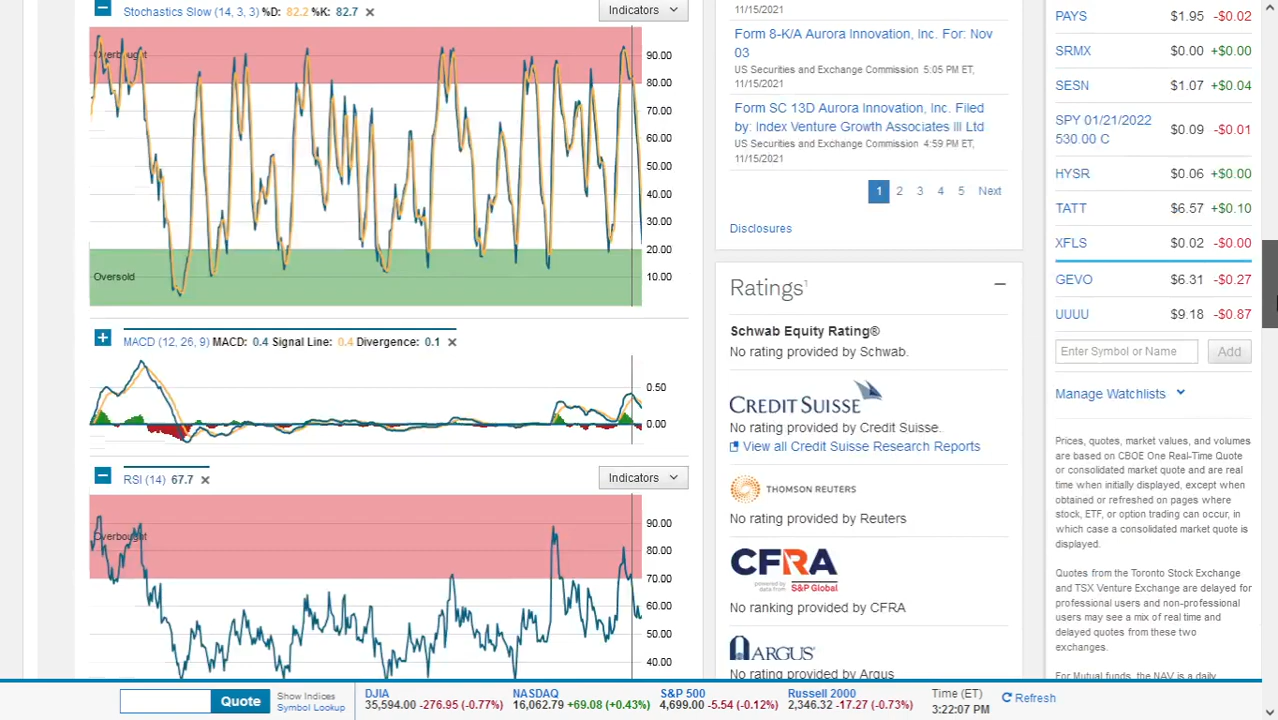 Stochastics Slow (14, 3, 3) %D: 82.2 %K: 82.7 ×
Indicators
Overbought
90.00
80.00
70.00
60.00
50.00
40.00
30.00
20.00
Oversold
10.00
MACD (12, 26, 9) MACD: 0.4 Signal Line: 0.4 Divergence: 0.1 ×
0.50
0.00
RSI (14) 67.7 ×
Indicators
90.00
Overbought
80.00
70.00
60.00
50.00
40.00
11/15/2021
Form 8-K/A Aurora Innovation, Inc. For: Nov
03
US Securities and Exchange Commission 5:05 PM ET,
11/15/2021
Form SC 13D Aurora Innovation, Inc. Filed
by: Index Venture Growth Associates III Ltd
US Securities and Exchange Commission 4:59 PM ET,
11/15/2021
1 2 3 4 5 Next
Disclosures
Ratings¹
Schwab Equity Rating®
No rating provided by Schwab.
CREDIT SUISSE
No rating provided by Credit Suisse.
View all Credit Suisse Research Reports
THOMSON REUTERS
No rating provided by Reuters
CFRA
powered by
data from
S&P Global
No ranking provided by CFRA
ARGUS
No rating provided by Argus
PAYS $1.95 -$0.02
SRMX $0.00 +$0.00
SESN $1.07 +$0.04
SPY 01/21/2022
530.00 C $0.09 -$0.01
HYSR $0.06 +$0.00
TATT $6.57 +$0.10
XFLS $0.02 -$0.00
GEVO $6.31 -$0.27
UUUU $9.18 -$0.87
Enter Symbol or Name Add
Manage Watchlists
Prices, quotes, market values, and volumes
are based on CBOE One Real-Time Quote
or consolidated market quote and are real
time when initially displayed, except when
obtained or refreshed on pages where
stock, ETF, or option trading can occur, in
which case a consolidated market quote is
displayed.
Quotes from the Toronto Stock Exchange
and TSX Venture Exchange are delayed for
professional users and non-professional
users may see a mix of real time and
delayed quotes from these two
exchanges.
For Mutual funds, the NAV is a daily
Quote
Show Indices
Symbol Lookup
DJIA
35,594.00 -276.95 (-0.77%)
NASDAQ
16,062.79 +69.08 (+0.43%)
S&P 500
4,699.00 -5.54 (-0.12%)
Russell 2000
2,346.32 -17.27 (-0.73%)
Time (ET)
3:22:07 PM
Refresh